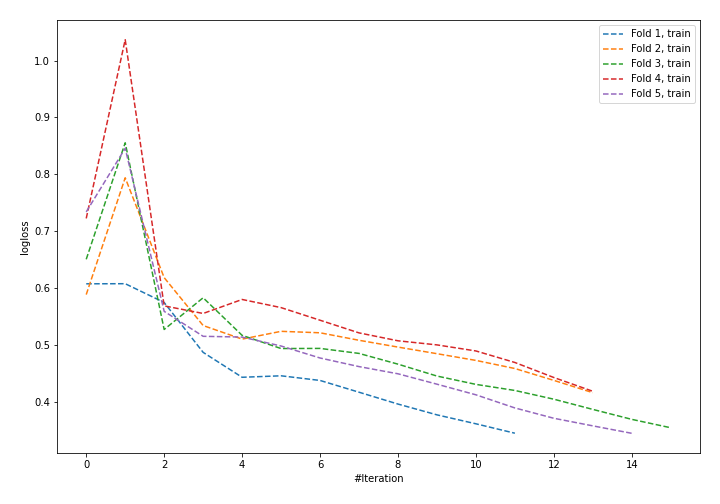 Fold 1, train
Fold 2, train
Fold 3, train
Fold 4, train
Fold 5, train
1.0
0.9
0.8
0.7
0.6
0.5
0.4
logloss
0 2 4 6 8 10 12 14
#Iteration